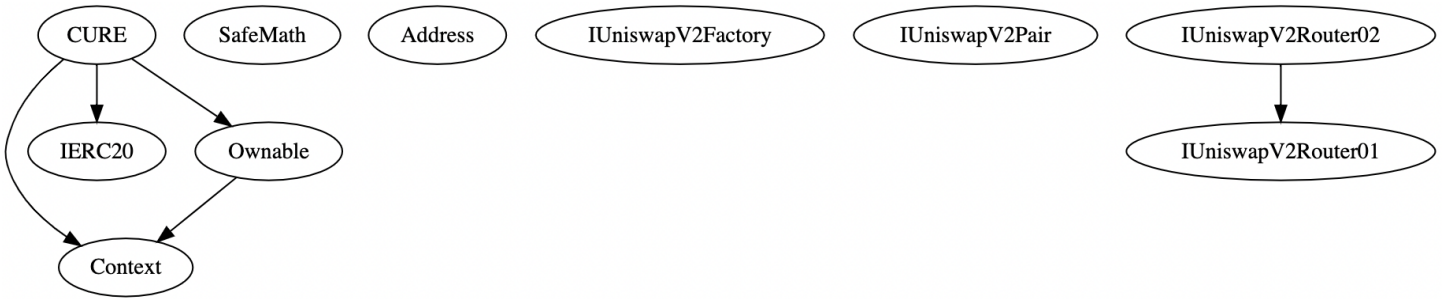 CURE
SafeMath
Address
IUniswapV2Factory
IUniswapV2Pair
IUniswapV2Router02
IERC20
Ownable
IUniswapV2Router01
Context